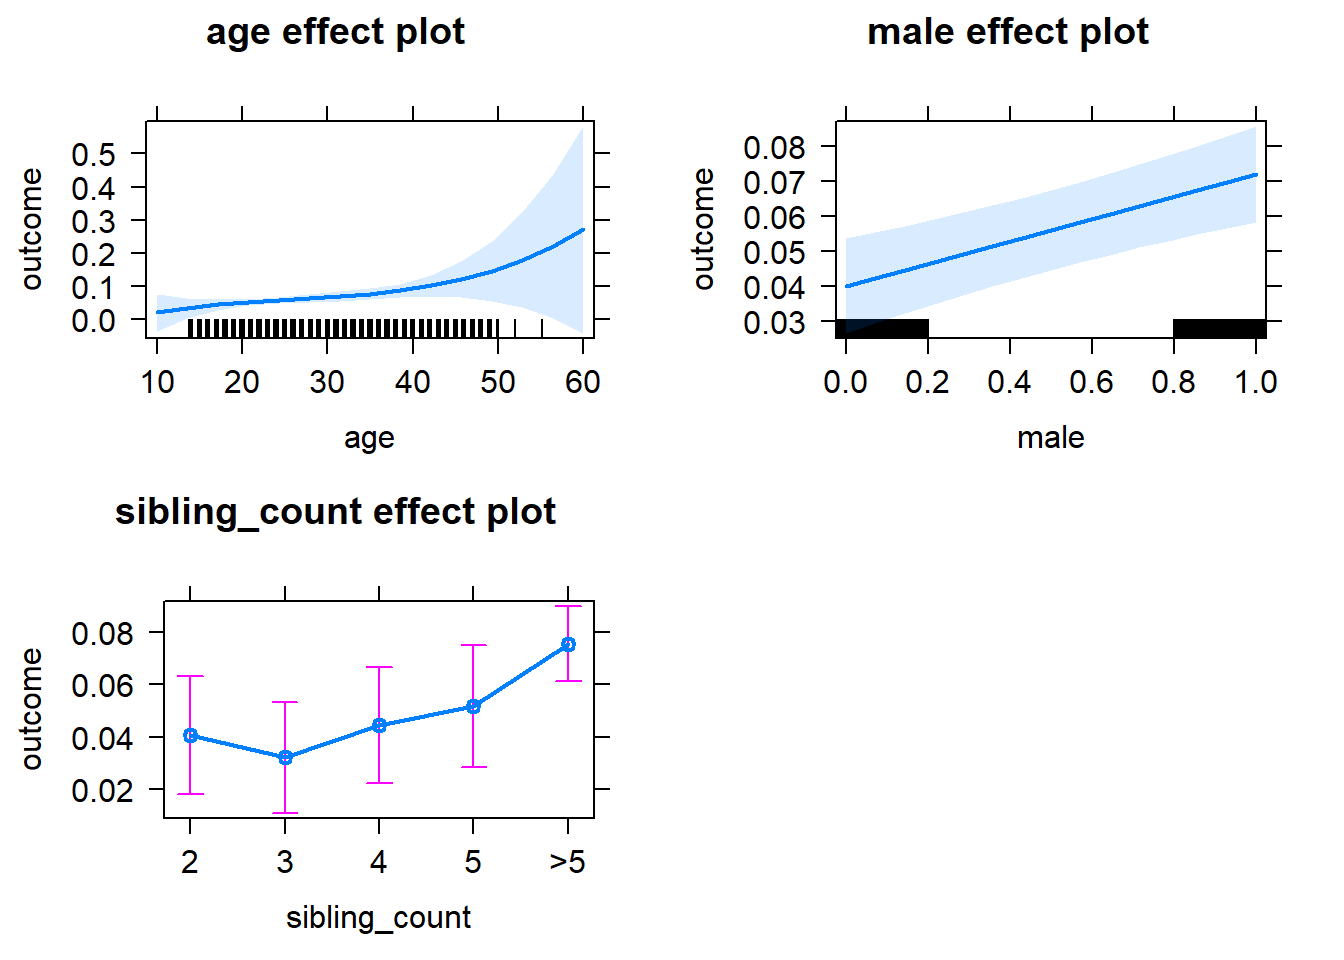 age effect plot
outcome
0.5
0.4
0.3
0.2
0.1
0.0
10 20 30 40 50 60
age
male effect plot
outcome
0.08
0.07
0.06
0.05
0.04
0.03
0.0 0.2 0.4 0.6 0.8 1.0
male
sibling_count effect plot
outcome
0.08
0.06
0.04
0.02
2 3 4 5 >5
sibling_count